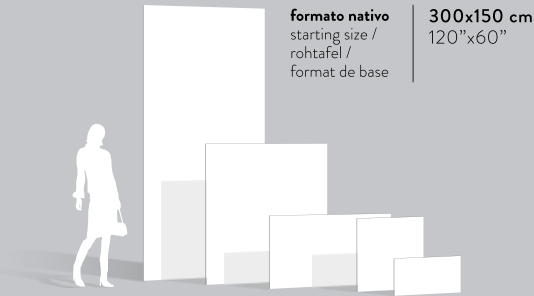 formato nativo
starting size /
rohtafel /
format de base
300x150 cm
120”x60”